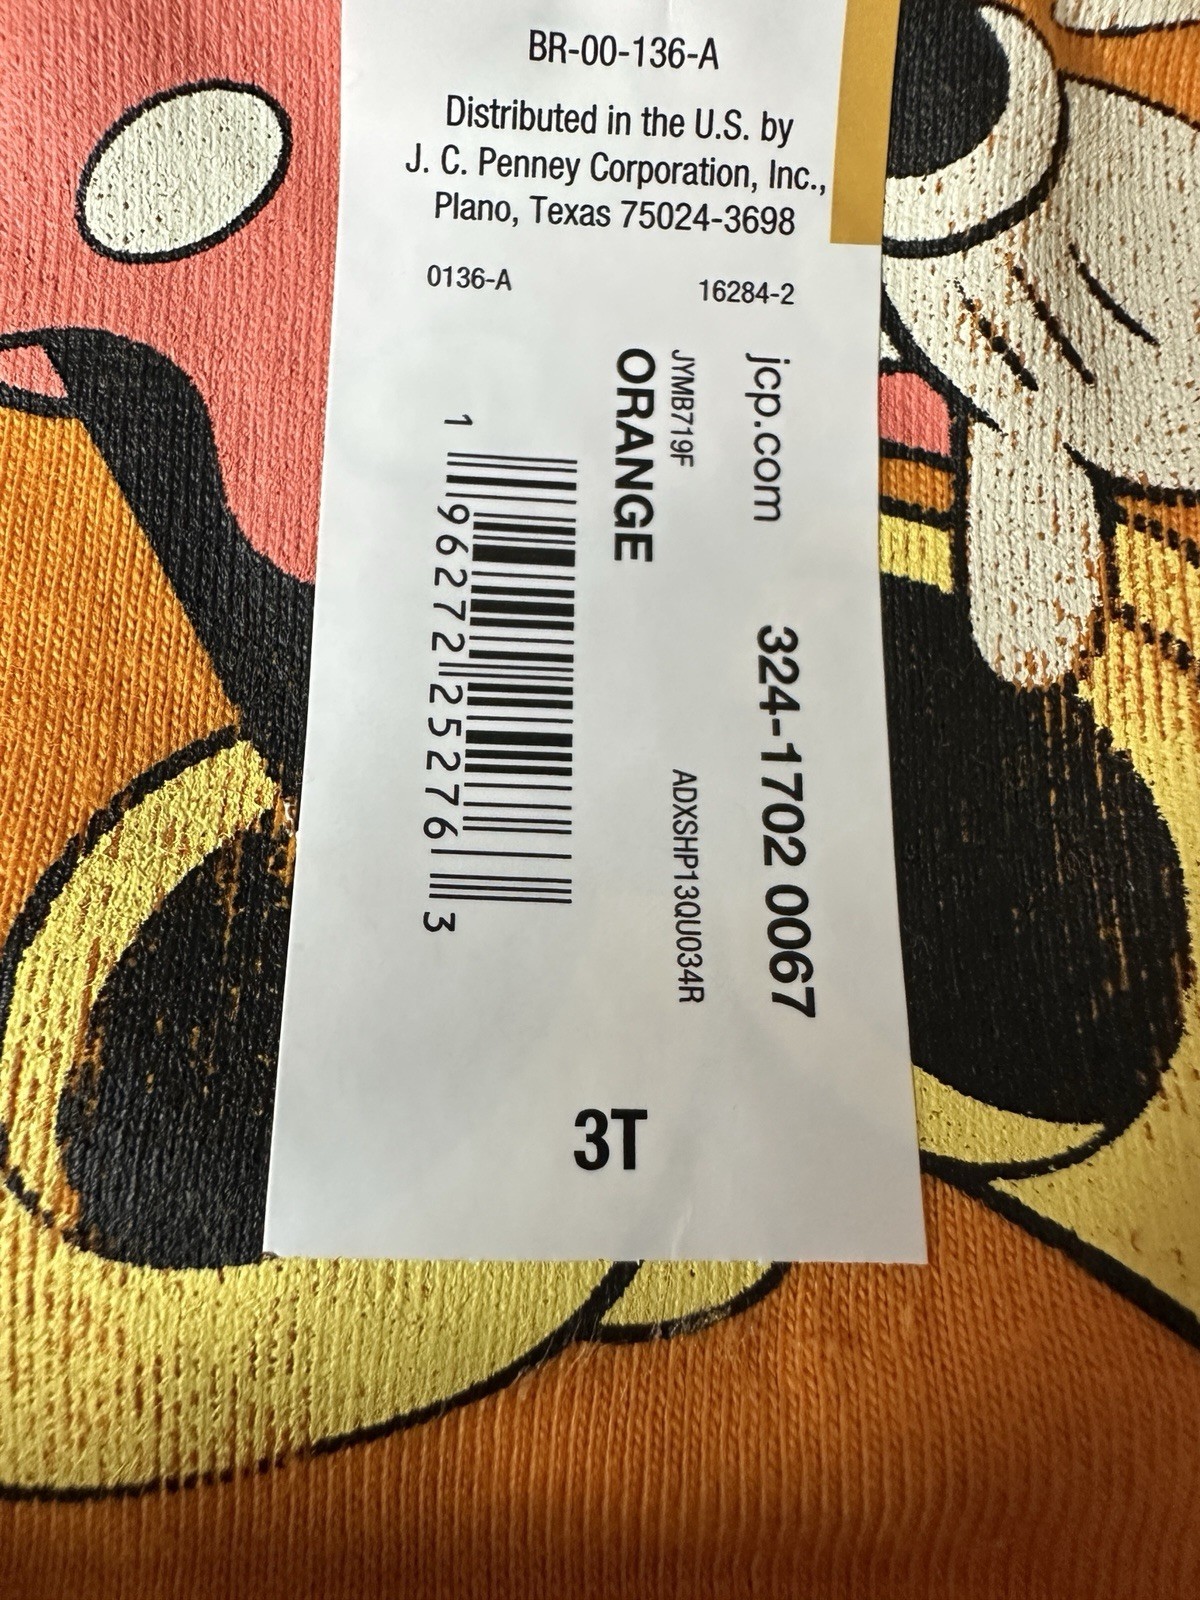 BR-00-136-A
Distributed in the U.S. by
J. C. Penney Corporation, Inc.,
Plano, Texas 75024-3698
0136-A
16284-2
jcp.com
324-1702 0067
JYMB719F
ADXSHP13QU034R
ORANGE
1 96272 25276 3
3T